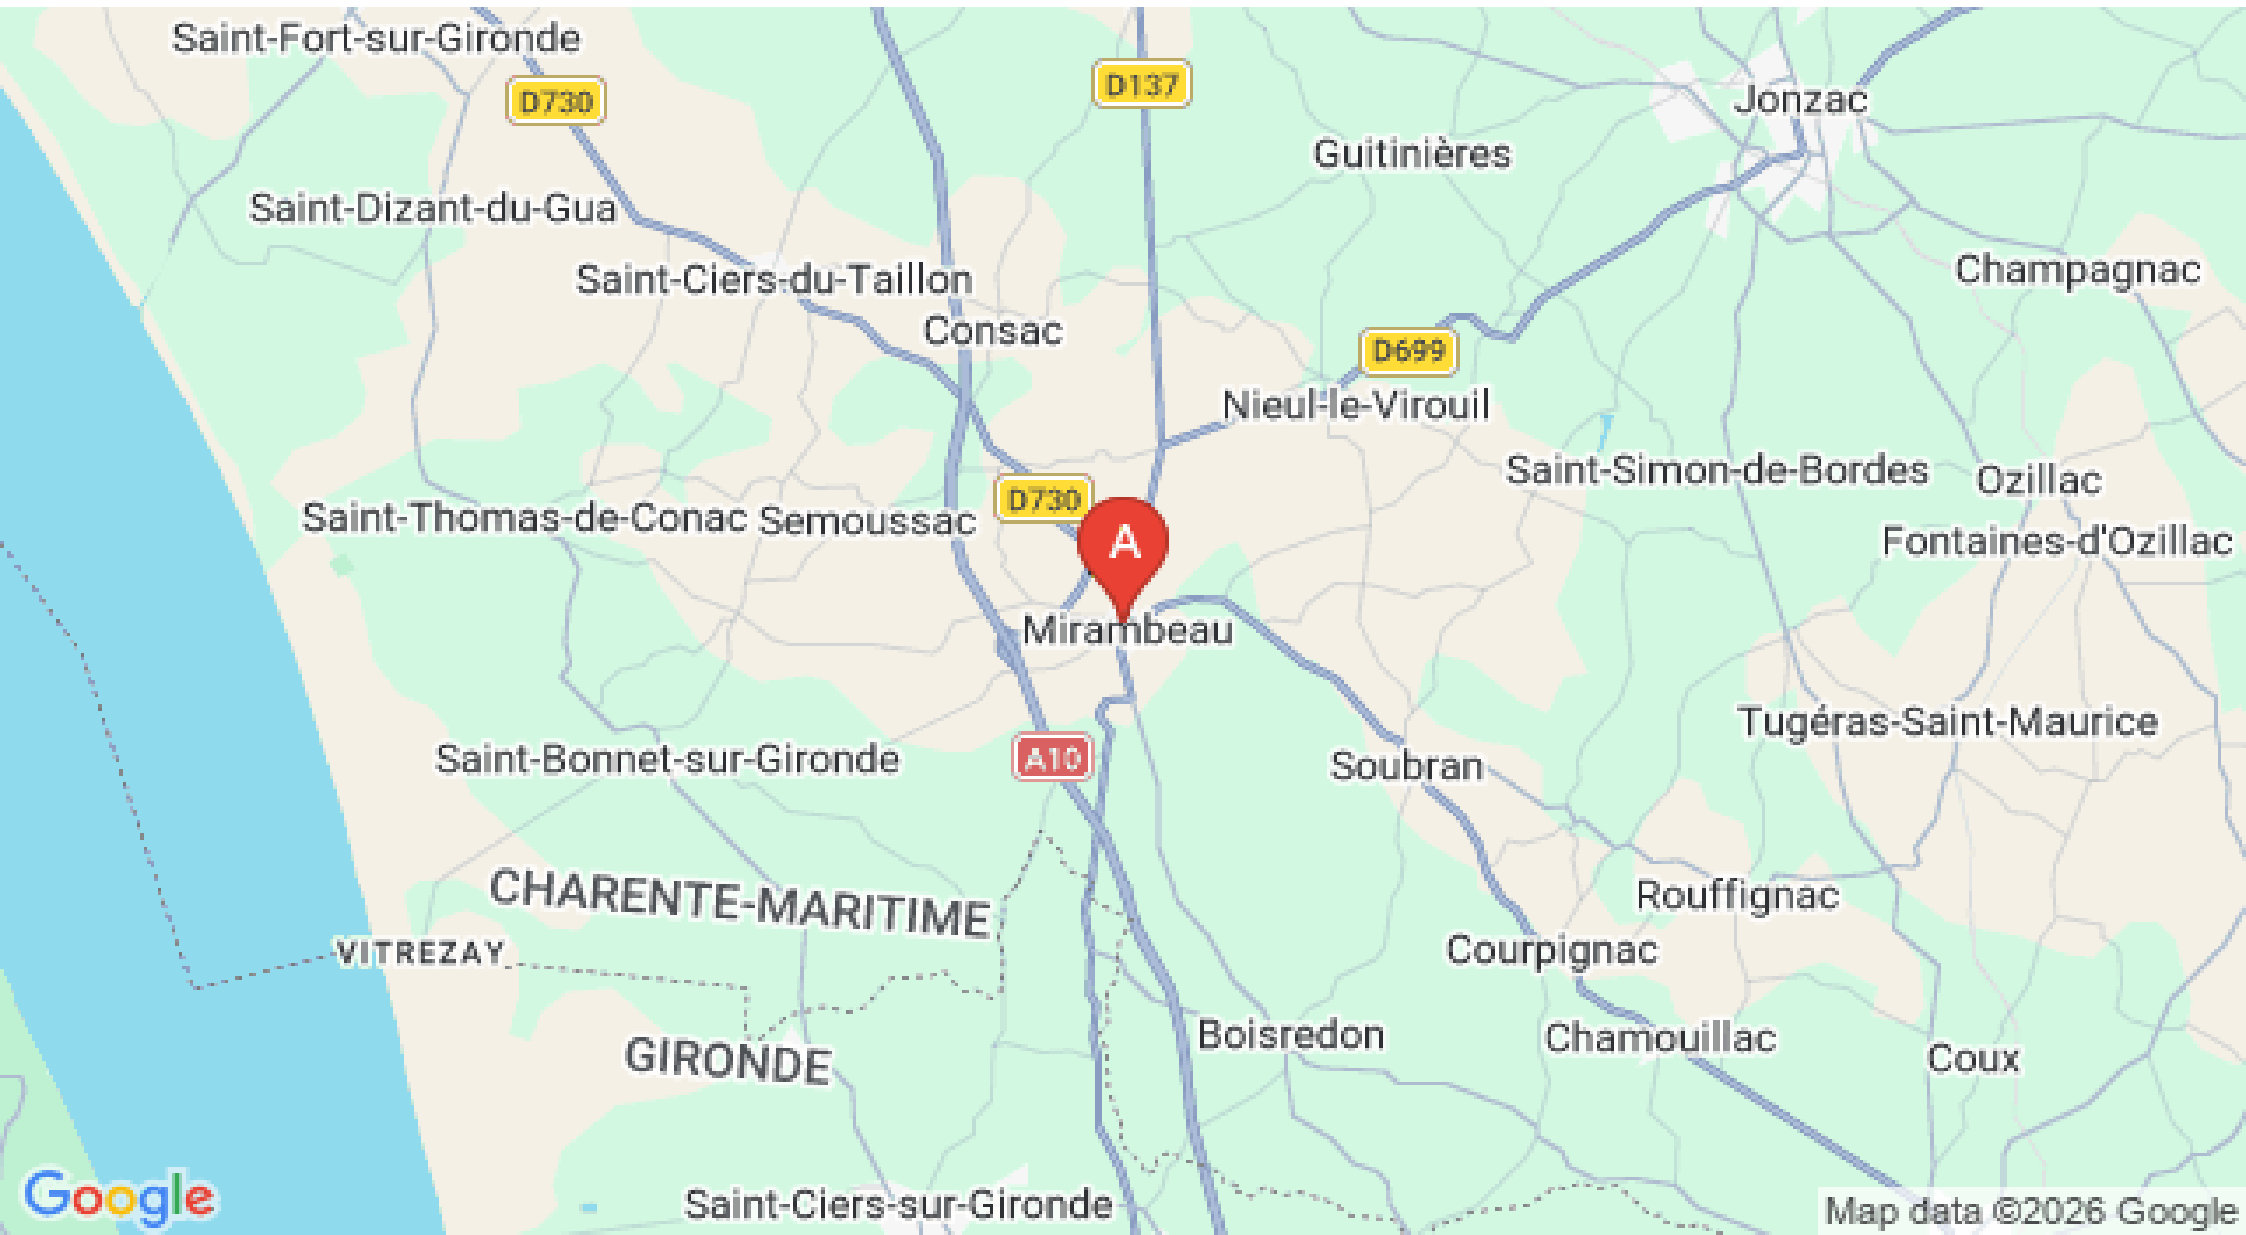 Saint-Fort-sur-Gironde
D730
D137
Jonzac
Guitinières
Saint-Dizant-du-Gua
Saint-Ciers-du-Taillon
Champagnac
Consac
D699
Nieul-le-Virouil
Saint-Simon-de-Bordes
Ozillac
D730
Saint-Thomas-de-Conac
Semoussac
A
Fontaines-d'Ozillac
Mirambeau
Tugéras-Saint-Maurice
Saint-Bonnet-sur-Gironde
A10
Soubran
CHARENTE-MARITIME
Rouffignac
VITREZAY
Courpignac
GIRONDE
Boisredon
Chamouillac
Coux
Saint-Ciers-sur-Gironde
Google
Map data ©2026 Google